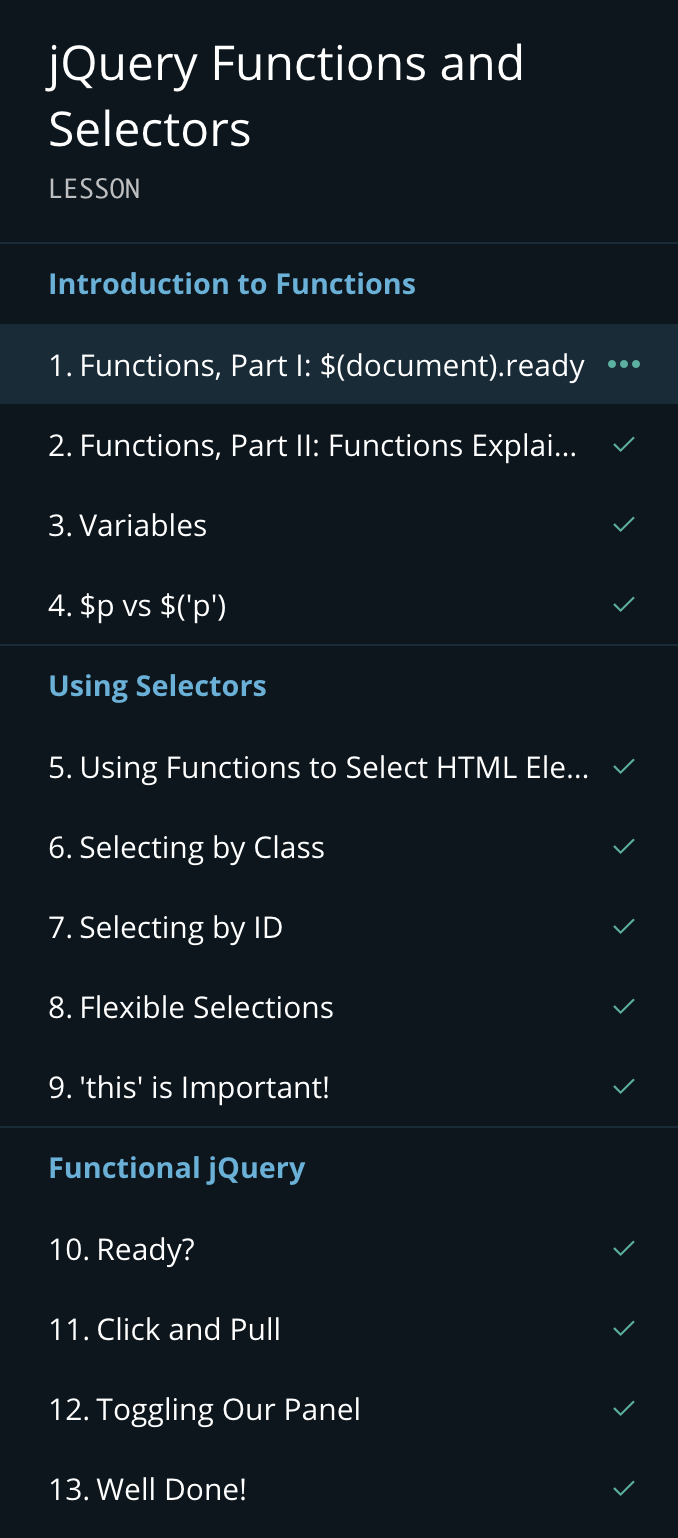 jQuery Functions and
Selectors
LESSON
Introduction to Functions
1. Functions, Part I: $(document).ready
2. Functions, Part II: Functions Explai...
3. Variables
4. $p vs $('p')
Using Selectors
5. Using Functions to Select HTML Ele...
6. Selecting by Class
7. Selecting by ID
8. Flexible Selections
9. 'this' is Important!
Functional jQuery
10. Ready?
11. Click and Pull
12. Toggling Our Panel
13. Well Done!